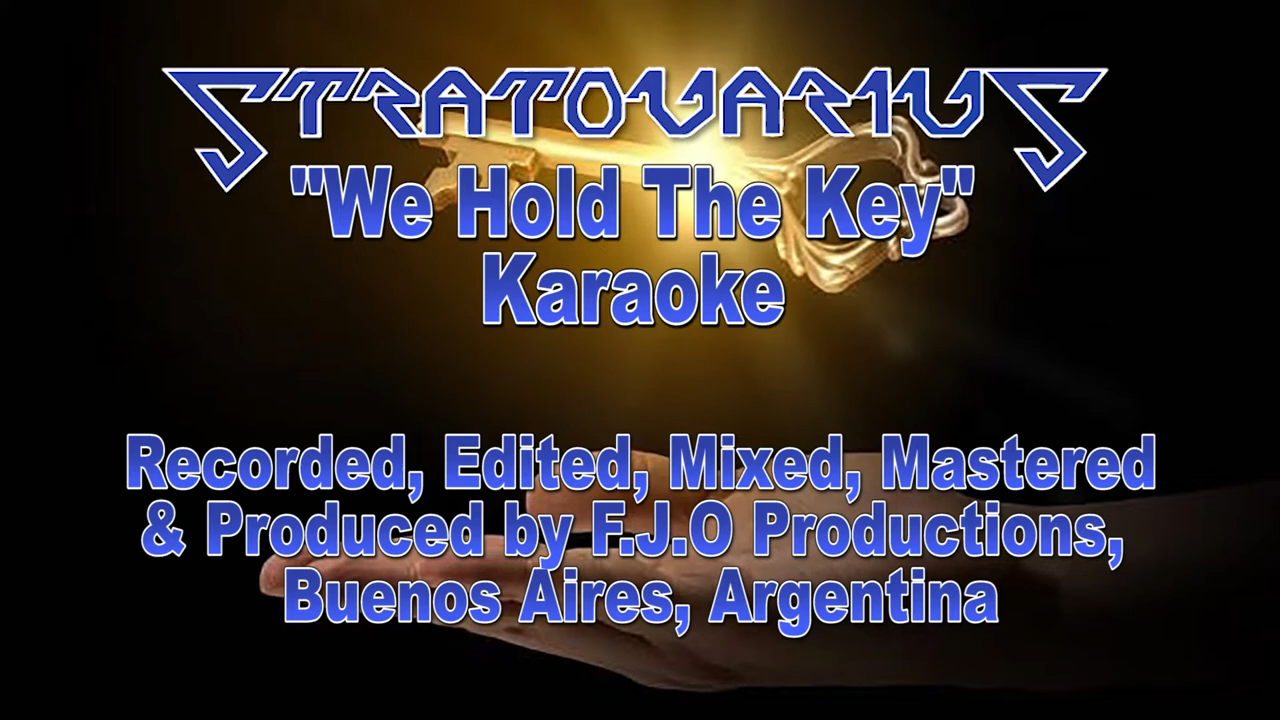 STRATOVARIUS
"We Hold The Key"
Karaoke
Recorded, Edited, Mixed, Mastered
& Produced by F.J.O Productions,
Buenos Aires, Argentina